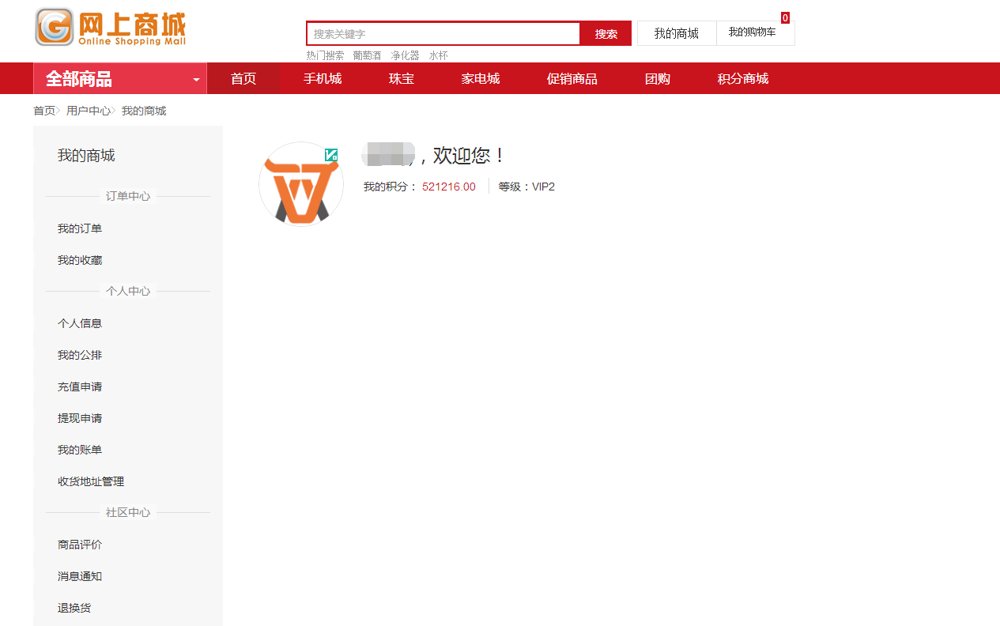 网上商城
Online Shopping Mall
搜索关键字
搜索
我的商城
我的购物车
0
热门搜索 葡萄酒 净化器 水杯
全部商品 首页 手机城 珠宝 家电城 促销商品 团购 积分商城
首页> 用户中心> 我的商城
我的商城
，欢迎您！
我的积分： 521216.00 等级：VIP2
订单中心
我的订单
我的收藏
个人中心
个人信息
我的公排
充值申请
提现申请
我的账单
收货地址管理
社区中心
商品评价
消息通知
退换货